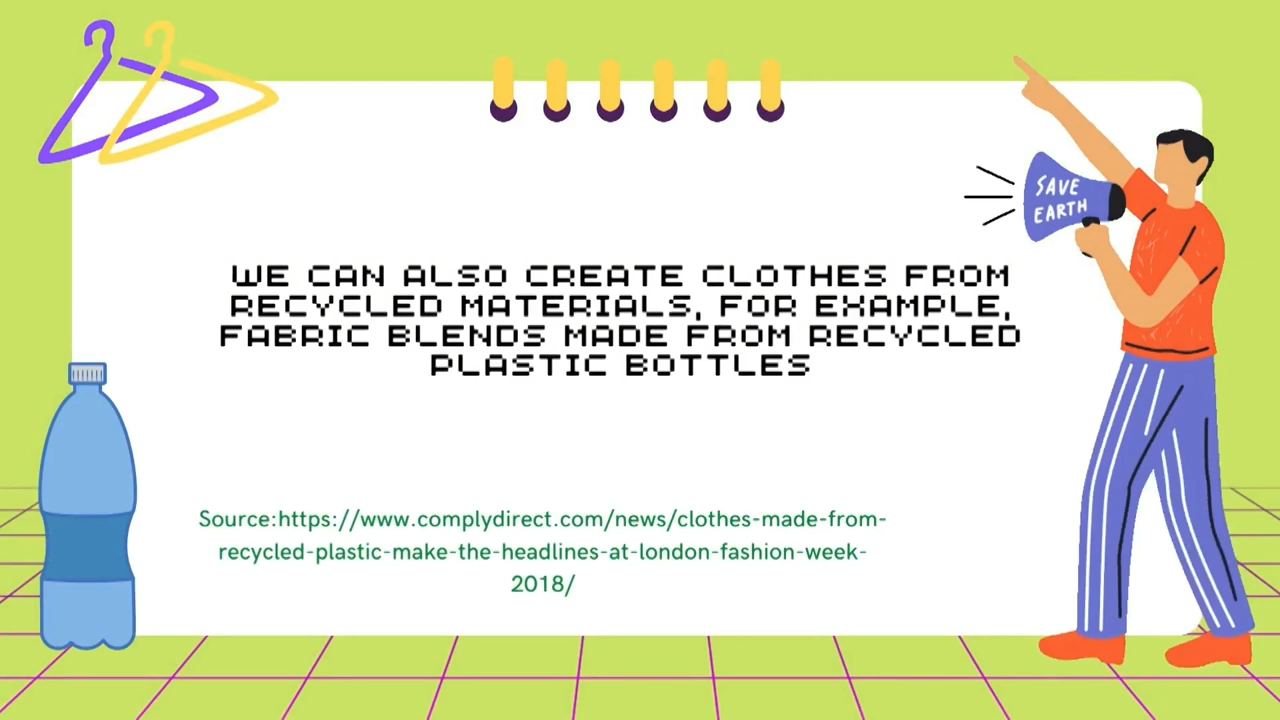 SAVE
EARTH
WE CAN ALSO CREATE CLOTHES FROM
RECYCLED MATERIALS, FOR EXAMPLE,
FABRIC BLENDS MADE FROM RECYCLED
PLASTIC BOTTLES
Source:https://www.complydirect.com/news/clothes-made-from-
recycled-plastic-make-the-headlines-at-london-fashion-week-
2018/